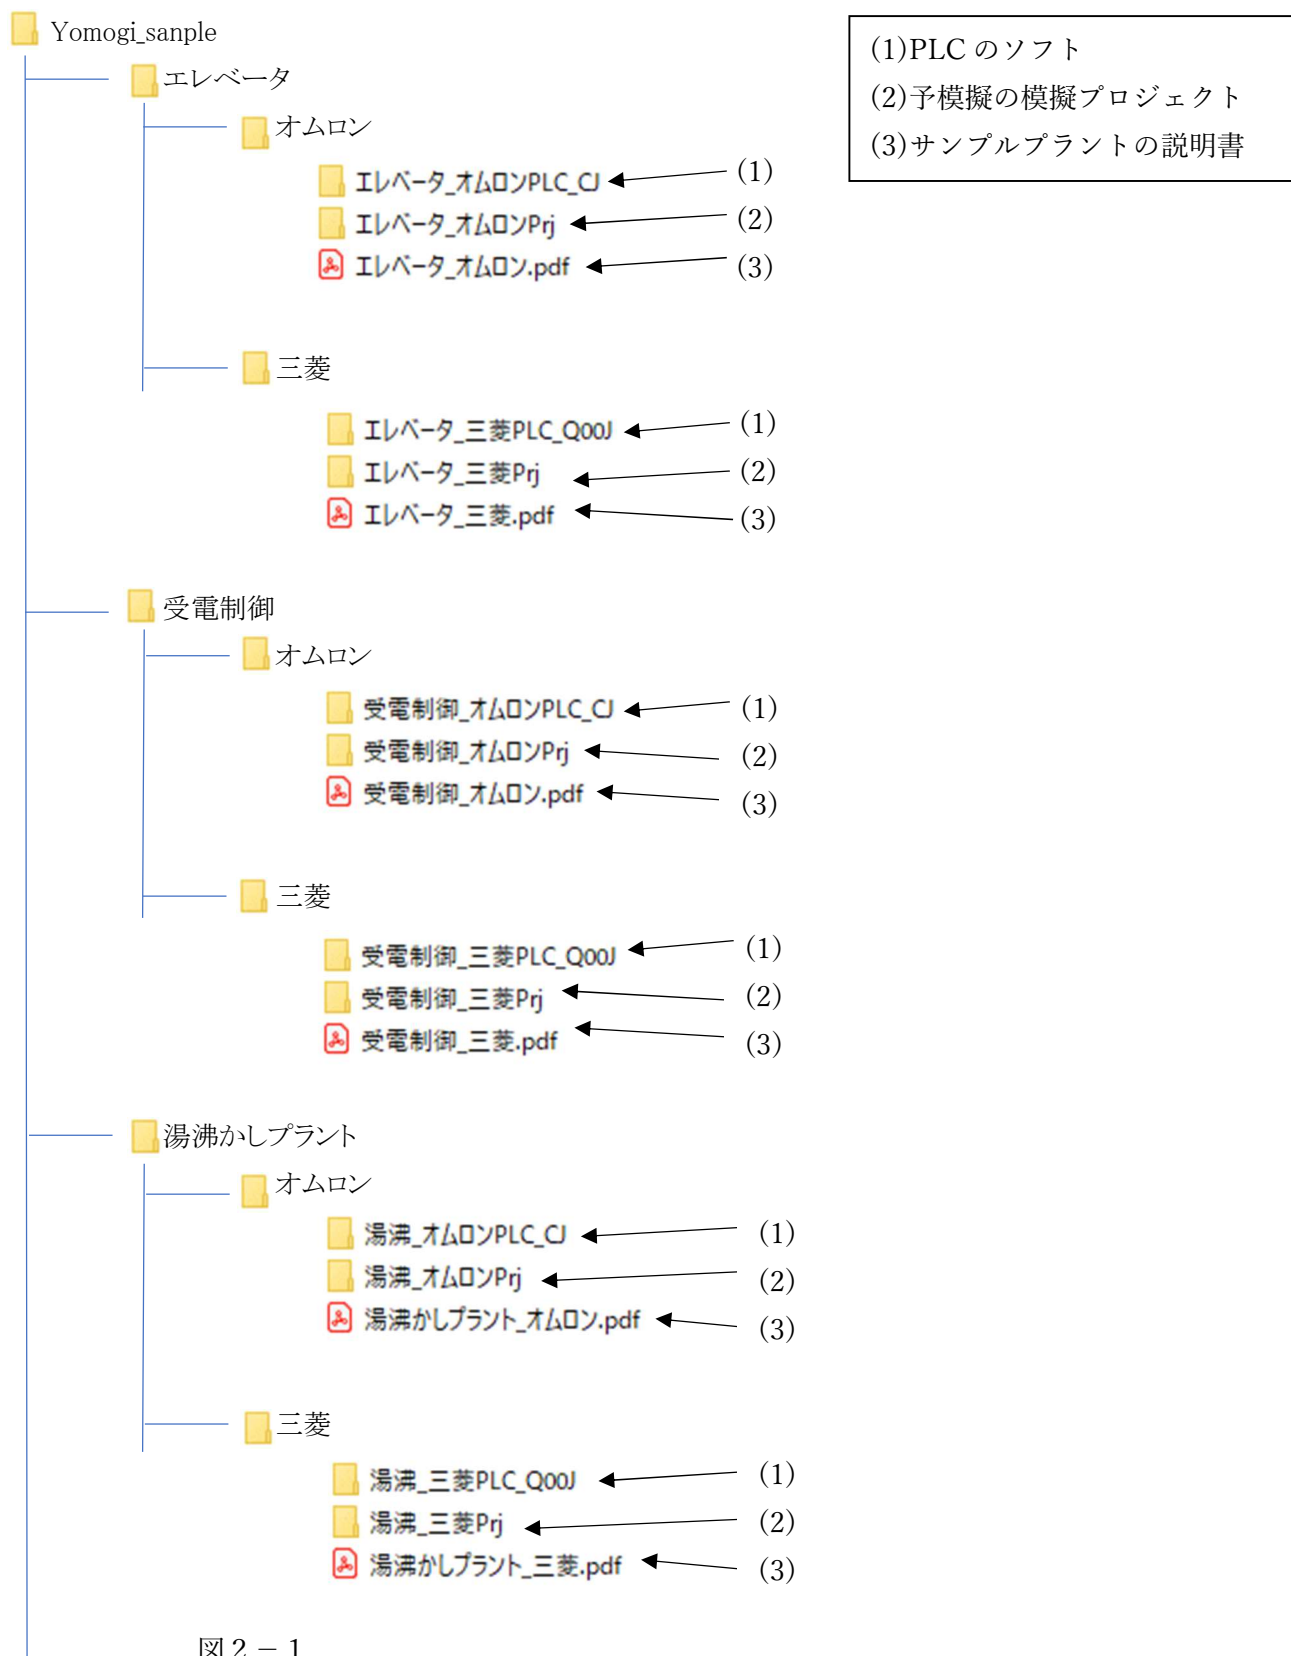 Yomogi_sanple
(1)PLC のソフト
(2)予模擬の模擬プロジェクト
(3)サンプルプラントの説明書
エレベータ
オムロン
エレベータ_オムロンPLC_CJ (1)
エレベータ_オムロンPrj (2)
エレベータ_オムロン.pdf (3)
三菱
エレベータ_三菱PLC_Q00J (1)
エレベータ_三菱Prj (2)
エレベータ_三菱.pdf (3)
受電制御
オムロン
受電制御_オムロンPLC_CJ (1)
受電制御_オムロンPrj (2)
受電制御_オムロン.pdf (3)
三菱
受電制御_三菱PLC_Q00J (1)
受電制御_三菱Prj (2)
受電制御_三菱.pdf (3)
湯沸かしプラント
オムロン
湯沸_オムロンPLC_CJ (1)
湯沸_オムロンPrj (2)
湯沸かしプラント_オムロン.pdf (3)
三菱
湯沸_三菱PLC_Q00J (1)
湯沸_三菱Prj (2)
湯沸かしプラント_三菱.pdf (3)
図２－１